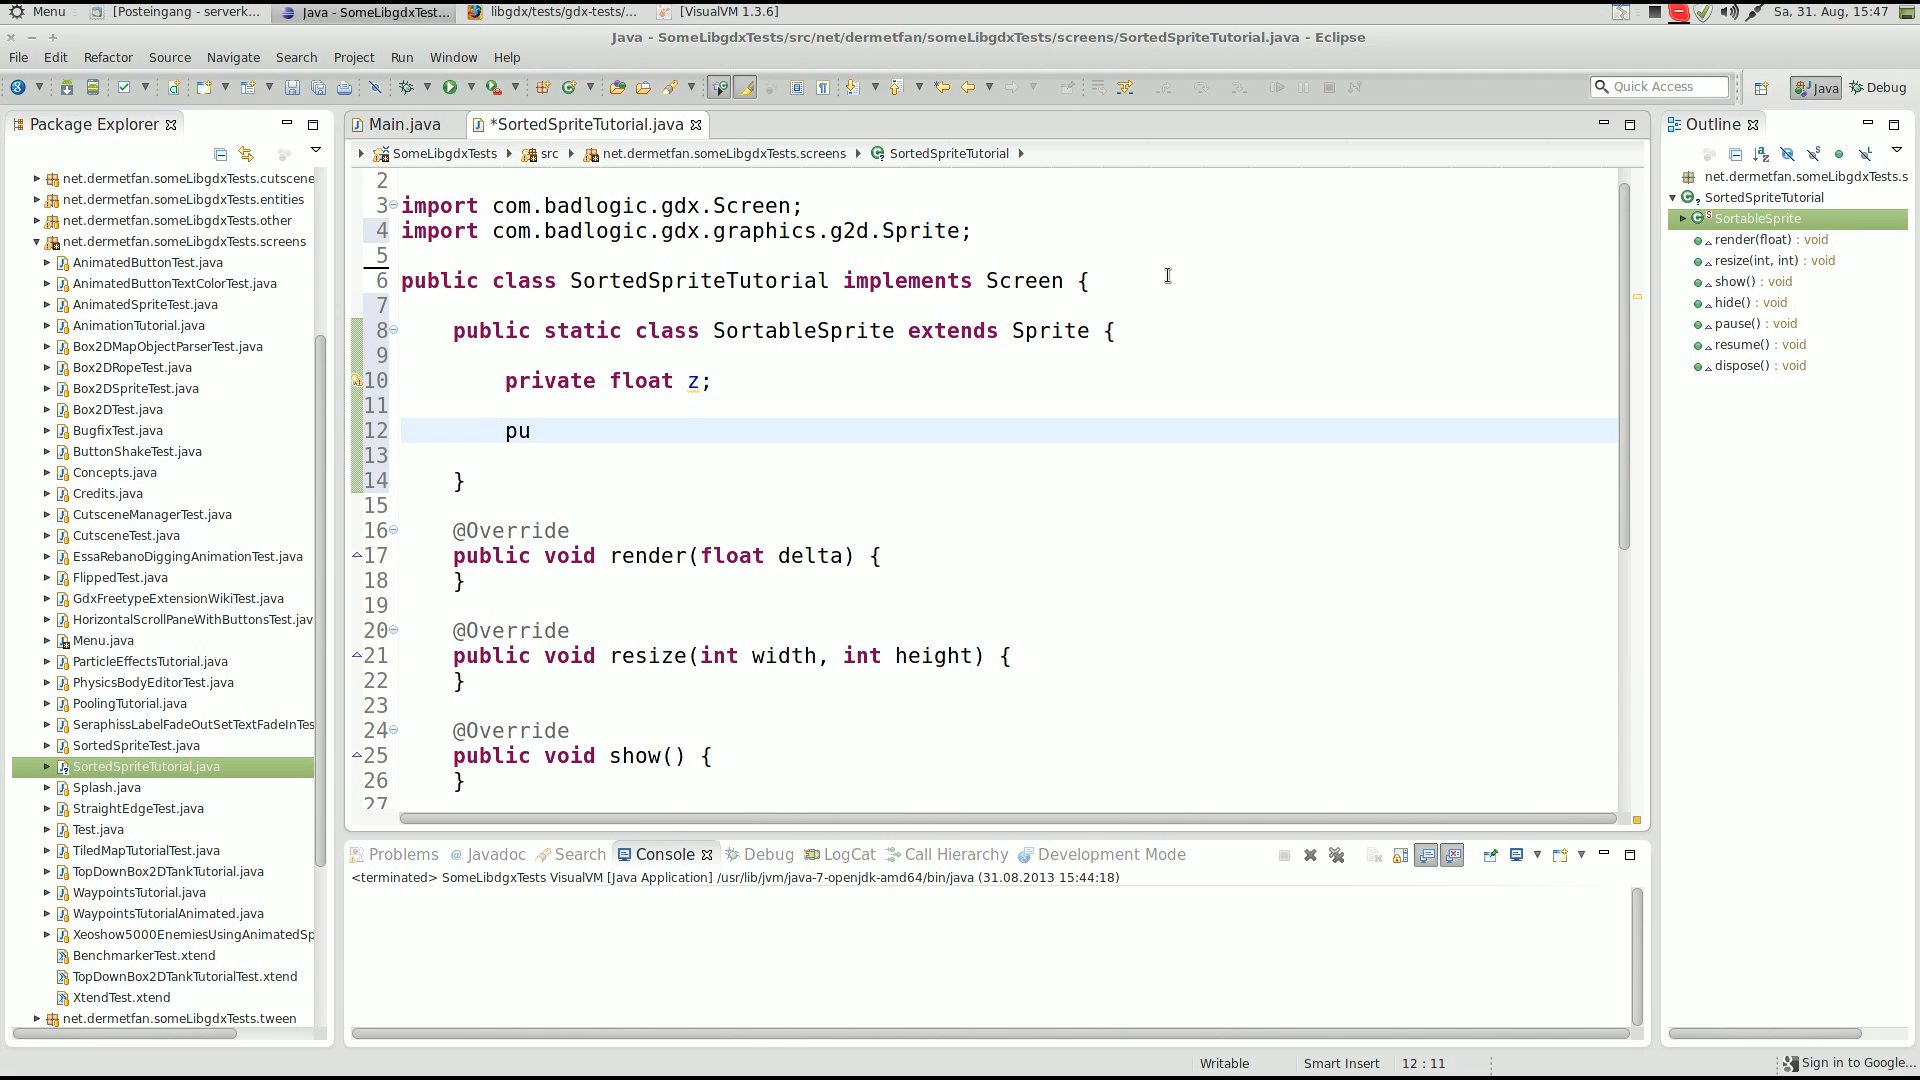 Menu [Posteingang - serverk... Java - SomeLibgdxTest... libgdx/tests/gdx-tests/... [VisualVM 1.3.6] Sa, 31. Aug, 15:47
Java - SomeLibgdxTests/src/net/dermetfan/someLibgdxTests/screens/SortedSpriteTutorial.java - Eclipse
File Edit Refactor Source Navigate Search Project Run Window Help
Quick Access Java Debug
Package Explorer
net.dermetfan.someLibgdxTests.cutscene
net.dermetfan.someLibgdxTests.entities
net.dermetfan.someLibgdxTests.other
net.dermetfan.someLibgdxTests.screens
AnimatedButtonTest.java
AnimatedButtonTextColorTest.java
AnimatedSpriteTest.java
AnimationTutorial.java
Box2DMapObjectParserTest.java
Box2DRopeTest.java
Box2DSpriteTest.java
Box2DTest.java
BugfixTest.java
ButtonShakeTest.java
Concepts.java
Credits.java
CutsceneManagerTest.java
CutsceneTest.java
EssaRebanoDiggingAnimationTest.java
FlippedTest.java
GdxFreetypeExtensionWikiTest.java
HorizontalScrollPaneWithButtonsTest.jav
Menu.java
ParticleEffectsTutorial.java
PhysicsBodyEditorTest.java
PoolingTutorial.java
SeraphissLabelFadeOutSetTextFadeInTes
SortedSpriteTest.java
SortedSpriteTutorial.java
Splash.java
StraightEdgeTest.java
Test.java
TiledMapTutorialTest.java
TopDownBox2DTankTutorial.java
WaypointsTutorial.java
WaypointsTutorialAnimated.java
Xeoshow5000EnemiesUsingAnimatedSp
BenchmarkerTest.xtend
TopDownBox2DTankTutorialTest.xtend
XtendTest.xtend
net.dermetfan.someLibgdxTests.tween
Main.java *SortedSpriteTutorial.java
SomeLibgdxTests src net.dermetfan.someLibgdxTests.screens SortedSpriteTutorial
2
3 import com.badlogic.gdx.Screen;
4 import com.badlogic.gdx.graphics.g2d.Sprite;
5
6 public class SortedSpriteTutorial implements Screen {
7
8 public static class SortableSprite extends Sprite {
9
10 private float z;
11
12 pu
13
14 }
15
16 @Override
17 public void render(float delta) {
18 }
19
20 @Override
21 public void resize(int width, int height) {
22 }
23
24 @Override
25 public void show() {
26 }
27
Outline
net.dermetfan.someLibgdxTests.s
SortedSpriteTutorial
SortableSprite
render(float) : void
resize(int, int) : void
show() : void
hide() : void
pause() : void
resume() : void
dispose() : void
Problems @ Javadoc Search Console Debug LogCat Call Hierarchy Development Mode
<terminated> SomeLibdgxTests VisualVM [Java Application] /usr/lib/jvm/java-7-openjdk-amd64/bin/java (31.08.2013 15:44:18)
Writable Smart Insert 12 : 11 Sign in to Google...